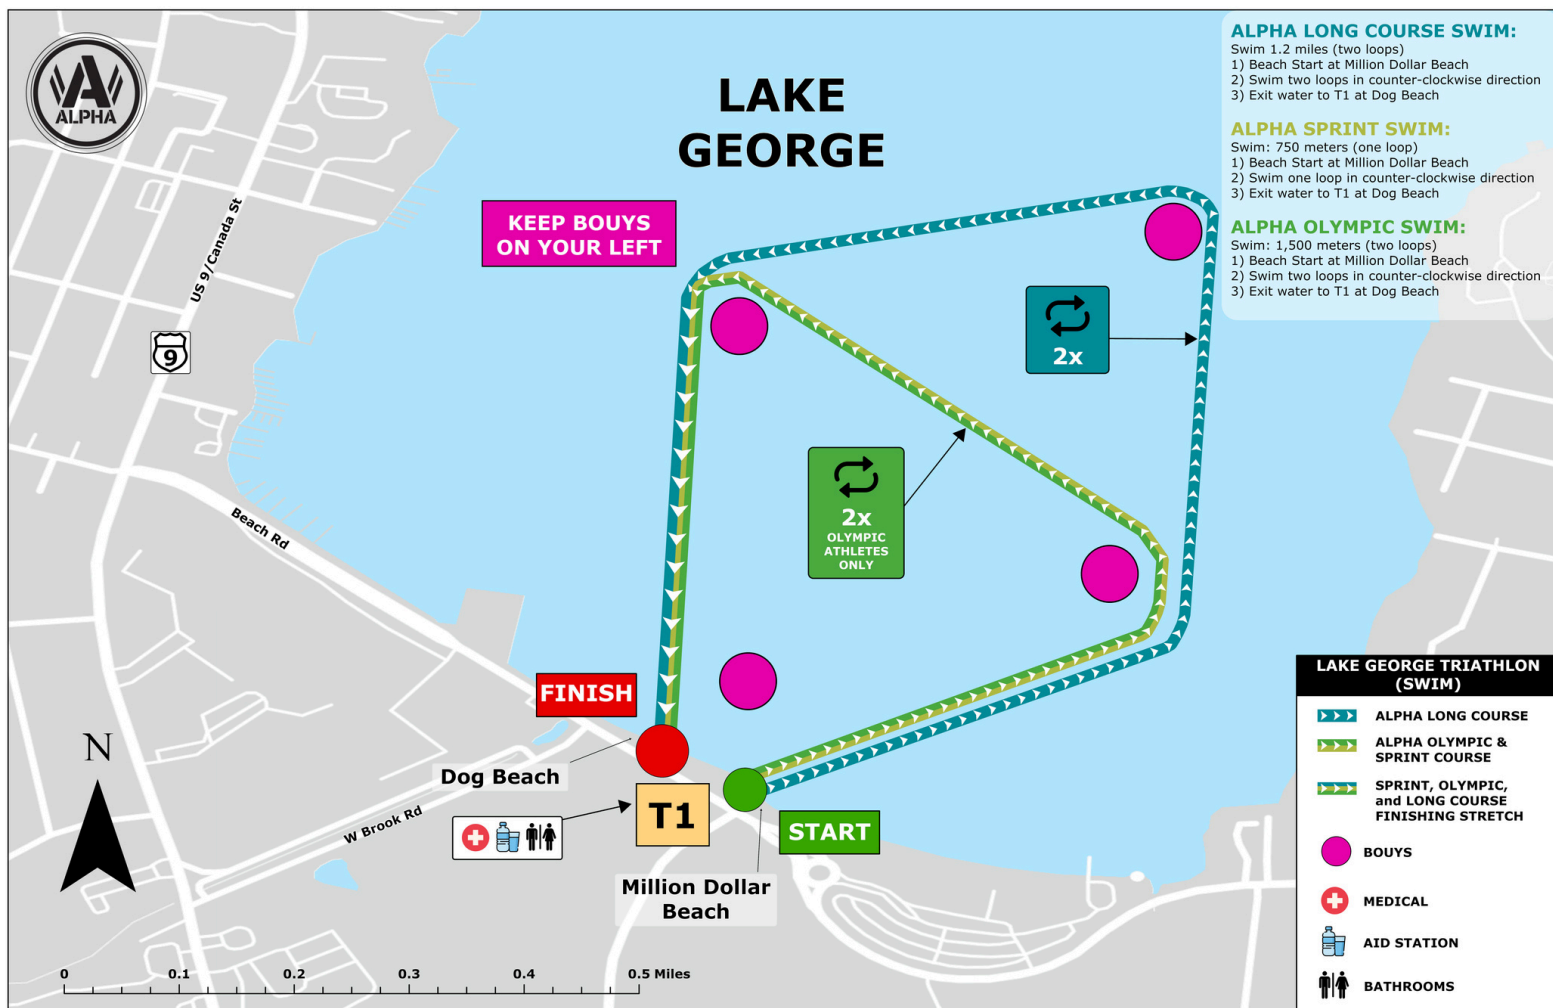 ALPHA
LAKE
GEORGE
ALPHA LONG COURSE SWIM:
Swim 1.2 miles (two loops)
1) Beach Start at Million Dollar Beach
2) Swim two loops in counter-clockwise direction
3) Exit water to T1 at Dog Beach
ALPHA SPRINT SWIM:
Swim: 750 meters (one loop)
1) Beach Start at Million Dollar Beach
2) Swim one loop in counter-clockwise direction
3) Exit water to T1 at Dog Beach
ALPHA OLYMPIC SWIM:
Swim: 1,500 meters (two loops)
1) Beach Start at Million Dollar Beach
2) Swim two loops in counter-clockwise direction
3) Exit water to T1 at Dog Beach
KEEP BOUYS
ON YOUR LEFT
US 9/Canada St
9
2x
2x
OLYMPIC
ATHLETES
ONLY
Beach Rd
FINISH
Dog Beach
T1
START
W Brook Rd
Million Dollar
Beach
N
0 0.1 0.2 0.3 0.4 0.5 Miles
LAKE GEORGE TRIATHLON
(SWIM)
ALPHA LONG COURSE
ALPHA OLYMPIC &
SPRINT COURSE
SPRINT, OLYMPIC,
and LONG COURSE
FINISHING STRETCH
BOUYS
MEDICAL
AID STATION
BATHROOMS